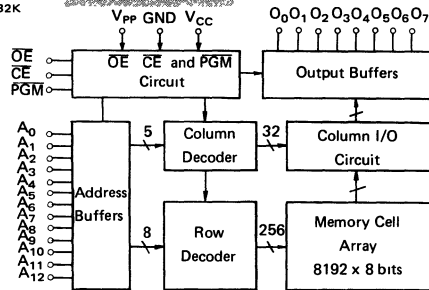 32K
V_PP GND V_CC
O0 O1 O2 O3 O4 O5 O6 O7
OE
CE
PGM
OE CE and PGM
Circuit
Output Buffers
A0
A1
A2
A3
A4
A5
A6
A7
A8
A9
A10
A11
A12
Address
Buffers
5
Column
Decoder
32
Column I/O
Circuit
8
Row
Decoder
256
Memory Cell
Array
8192 x 8 bits